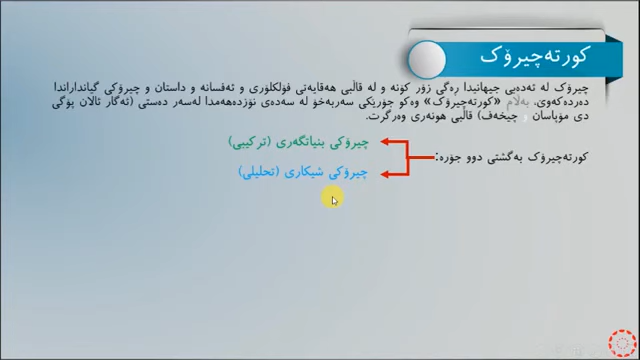 کورتەچیرۆک
چیرۆک لە ئەدەبی جیهانیدا ڕەگی زۆر کۆنە و لە قاڵبی هەقایەتی فۆلکلۆری و ئەفسانە و داستان و چیرۆکی گیانداراندا
دەردەکەوێ، بەڵام «کورتەچیرۆک» وەکو جۆرێکی سەربەخۆ لە سەدەی نۆزدەهەمدا لەسەر دەستی (ئەگار ئالان پۆگی
دی مۆپاسان و چیخەف) قاڵبی هونەری وەرگرت.
کورتەچیرۆک بەگشتی دوو جۆرە:
چیرۆکی بنیاتگەری (ترکیبی)
چیرۆکی شیکاری (تحلیلی)